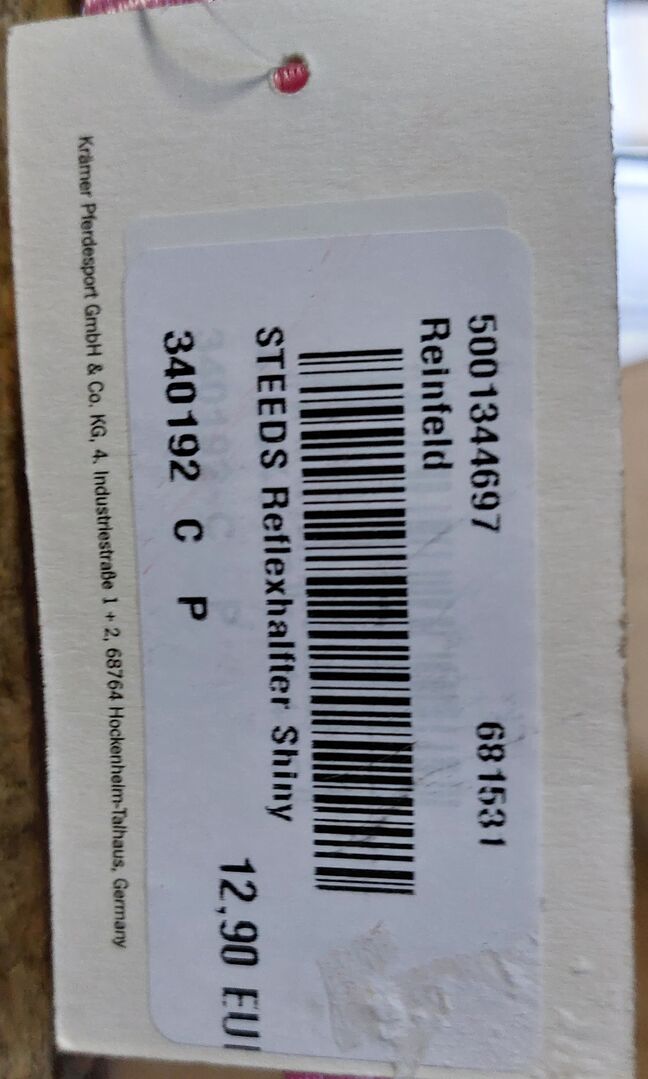 5001344697 681531
Reinfeld
STEEDS Reflexhalfter Shiny
12,90 EU
340192 C P
Krämer Pferdesport GmbH & Co. KG, 4. Industriestraße 1 + 2, 68764 Hockenheim-Talhaus, Germany